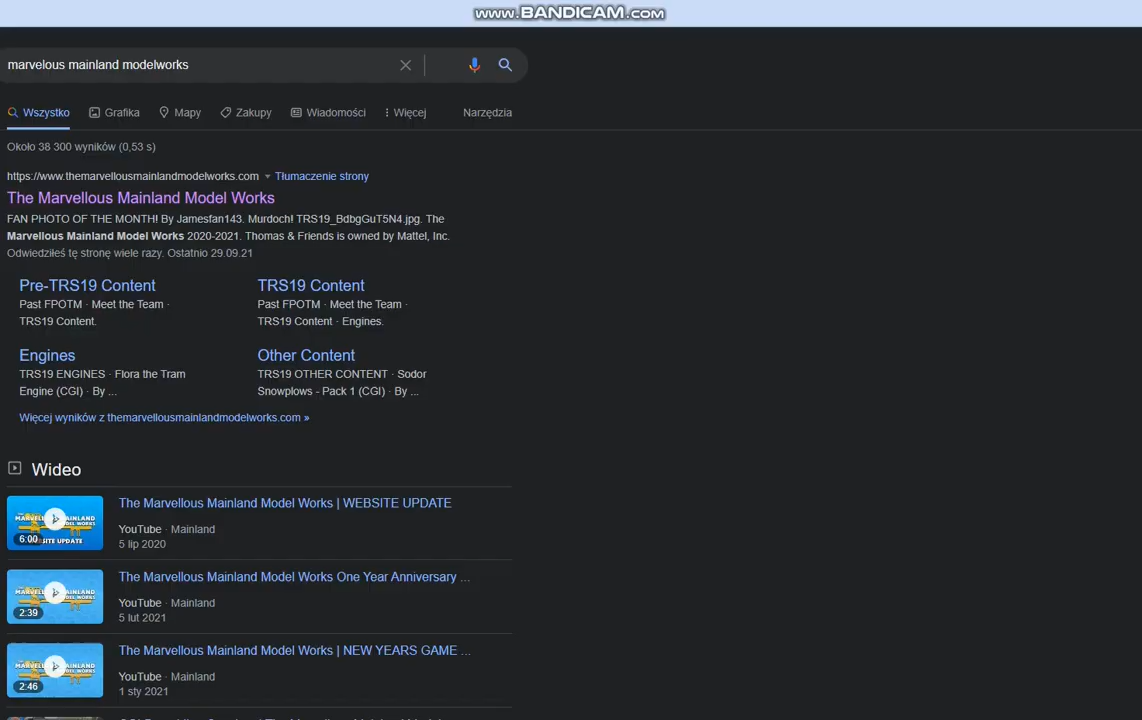 www.BANDICAM.com
marvelous mainland modelworks
Wszystko Grafika Mapy Zakupy Wiadomości Więcej Narzędzia
Około 38 300 wyników (0,53 s)
https://www.themarvellousmainlandmodelworks.com Tłumaczenie strony
The Marvellous Mainland Model Works
FAN PHOTO OF THE MONTH! By Jamesfan143. Murdoch! TRS19_BdbgGuT5N4.jpg. The
Marvellous Mainland Model Works 2020-2021. Thomas & Friends is owned by Mattel, Inc.
Odwiedziłeś tę stronę wiele razy. Ostatnio 29.09.21
Pre-TRS19 Content
Past FPOTM · Meet the Team ·
TRS19 Content.
TRS19 Content
Past FPOTM · Meet the Team ·
TRS19 Content · Engines.
Engines
TRS19 ENGINES · Flora the Tram
Engine (CGI) · By ...
Other Content
TRS19 OTHER CONTENT · Sodor
Snowplows - Pack 1 (CGI) · By ...
Więcej wyników z themarvellousmainlandmodelworks.com »
Wideo
6:00
The Marvellous Mainland Model Works | WEBSITE UPDATE
YouTube · Mainland
5 lip 2020
2:39
The Marvellous Mainland Model Works One Year Anniversary ...
YouTube · Mainland
5 lut 2021
2:46
The Marvellous Mainland Model Works | NEW YEARS GAME ...
YouTube · Mainland
1 sty 2021